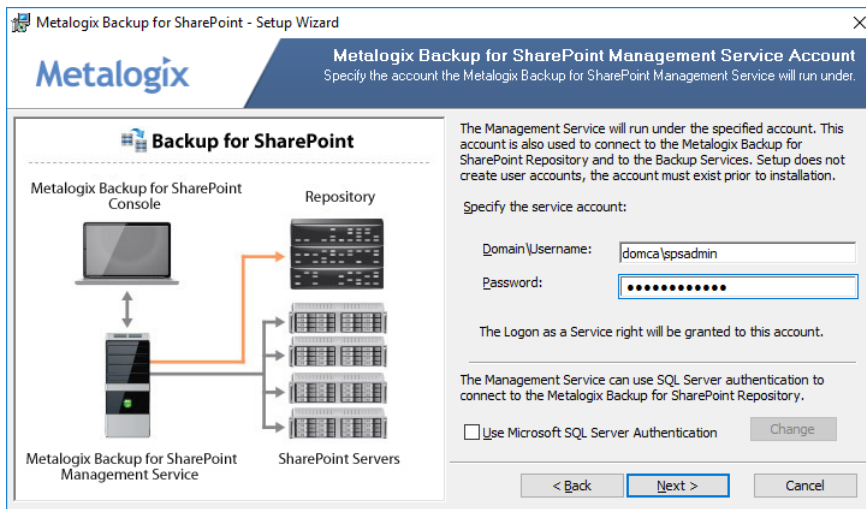 Metalogix Backup for SharePoint - Setup Wizard
Metalogix
Metalogix Backup for SharePoint Management Service Account
Specify the account the Metalogix Backup for SharePoint Management Service will run under.
Backup for SharePoint
Metalogix Backup for SharePoint
Console
Repository
Metalogix Backup for SharePoint
Management Service
SharePoint Servers
The Management Service will run under the specified account. This
account is also used to connect to the Metalogix Backup for
SharePoint Repository and to the Backup Services. Setup does not
create user accounts, the account must exist prior to installation.
Specify the service account:
Domain\Username:
domca\spsadmin
Password:
●●●●●●●●●●●●
The Logon as a Service right will be granted to this account.
The Management Service can use SQL Server authentication to
connect to the Metalogix Backup for SharePoint Repository.
Use Microsoft SQL Server Authentication
Change
< Back
Next >
Cancel